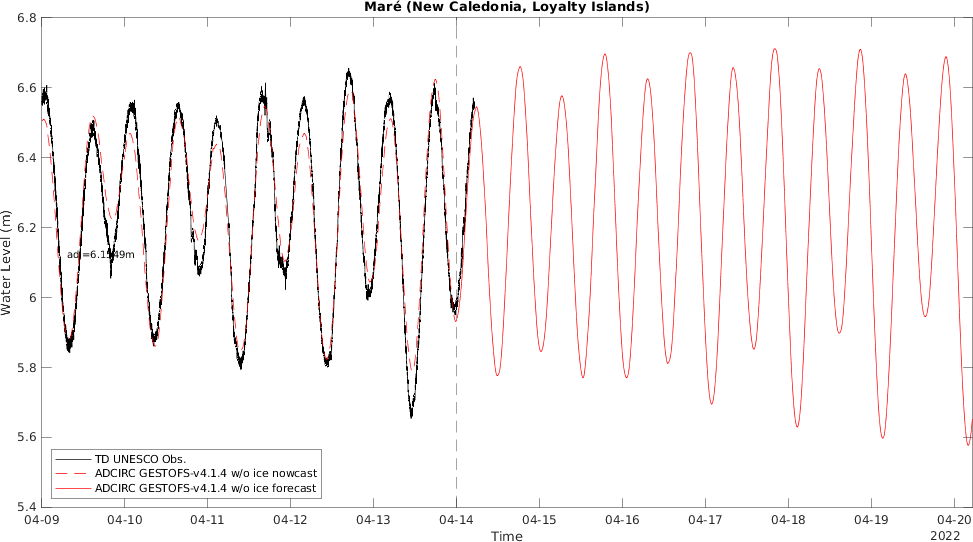 Maré (New Caledonia, Loyalty Islands)
6.8
6.6
6.4
6.2
6
5.8
5.6
5.4
Water Level (m)
adj=6.1549m
TD UNESCO Obs.
ADCIRC GESTOFS-v4.1.4 w/o ice nowcast
ADCIRC GESTOFS-v4.1.4 w/o ice forecast
04-09 04-10 04-11 04-12 04-13 04-14 04-15 04-16 04-17 04-18 04-19 04-20
Time
2022